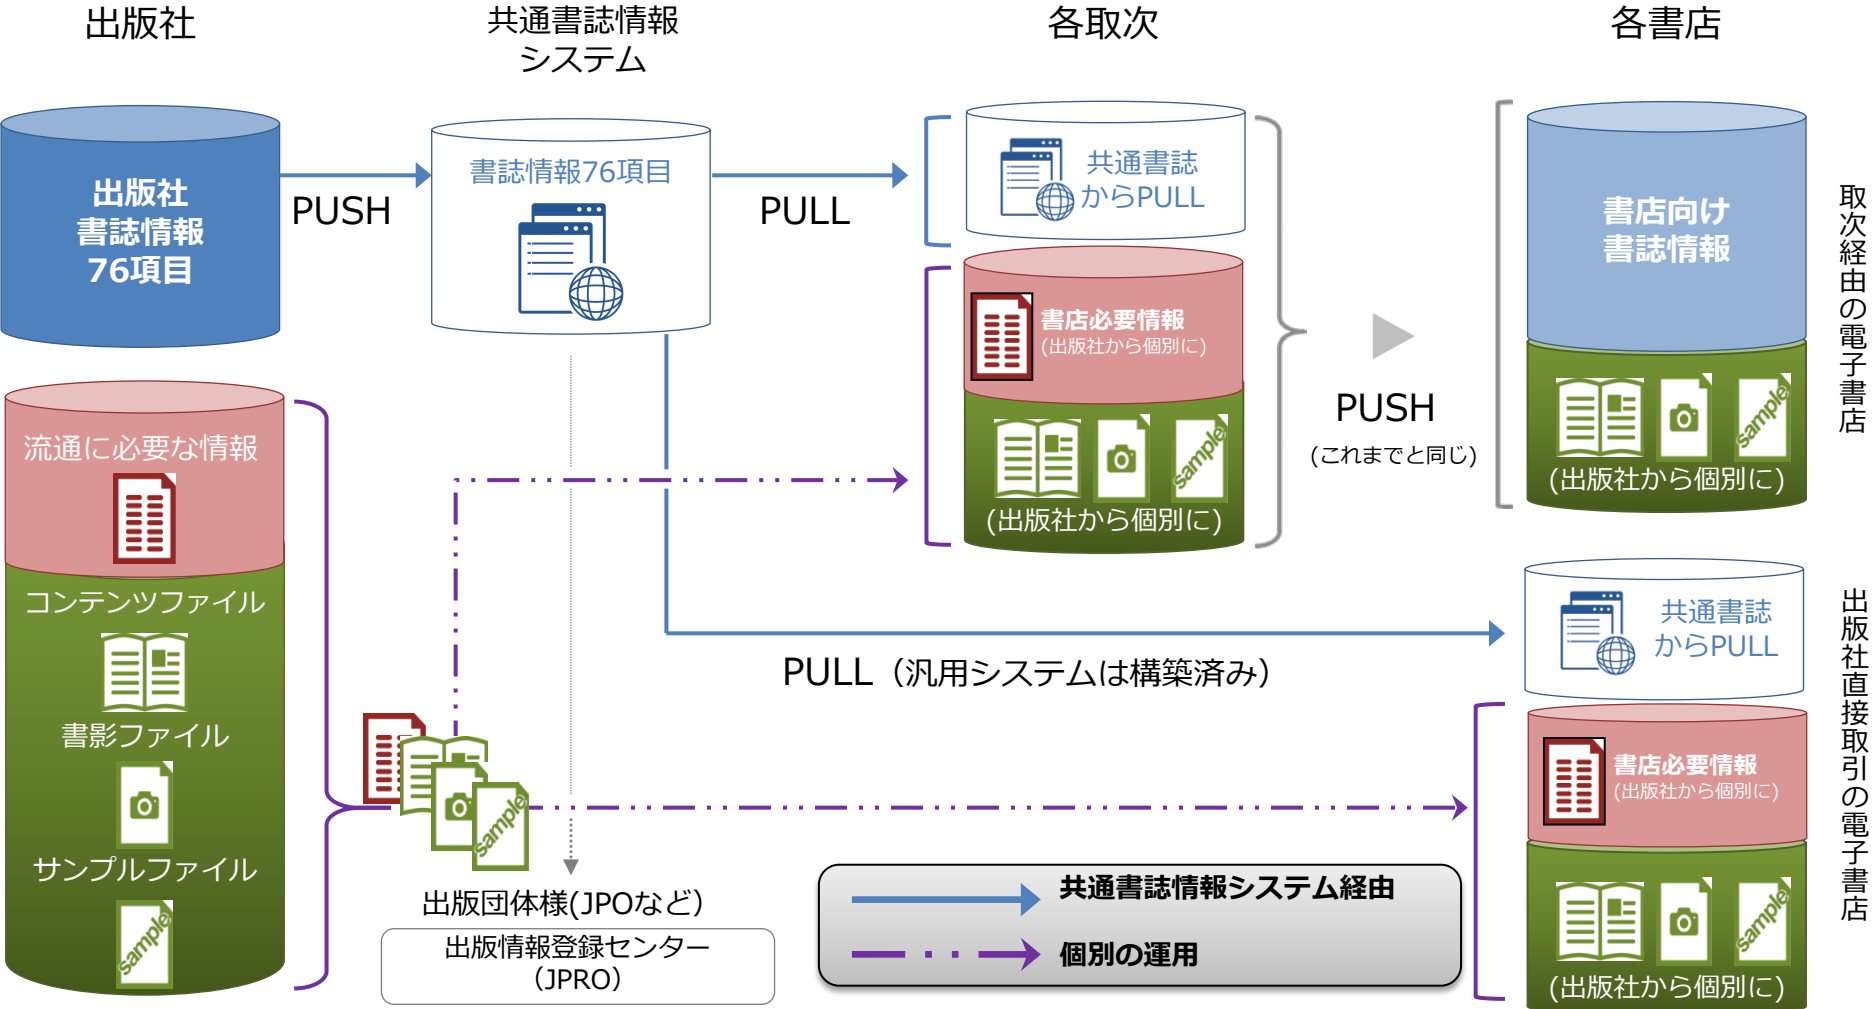 出版社
共通書誌情報
システム
各取次
各書店
出版社
書誌情報
76項目
PUSH
書誌情報76項目
PULL
共通書誌
からPULL
書店必要情報
(出版社から個別に)
sample
(出版社から個別に)
PUSH
(これまでと同じ)
書店向け
書誌情報
sample
(出版社から個別に)
取次経由の電子書店
流通に必要な情報
コンテンツファイル
書影ファイル
サンプルファイル
sample
sample
出版団体様(JPOなど)
出版情報登録センター
(JPRO)
PULL(汎用システムは構築済み)
共通書誌
からPULL
書店必要情報
(出版社から個別に)
sample
(出版社から個別に)
出版社直接取引の電子書店
共通書誌情報システム経由
個別の運用